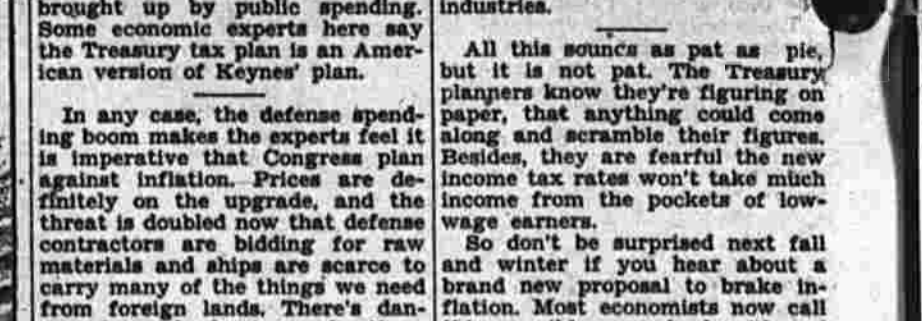 brought up by public spending.
Some economic experts here say
the Treasury tax plan is an Amer-
ican version of Keynes' plan.
In any case, the defense spend-
ing boom makes the experts feel it
is imperative that Congress plan
against inflation. Prices are de-
finitely on the upgrade, and the
threat is doubled now that defense
contractors are bidding for raw
materials and ships are scarce to
carry many of the things we need
from foreign lands. There's dan-
industries.
All this sounds as pat as pie,
but it is not pat. The Treasury
planners know they're figuring on
paper, that anything could come
along and scramble their figures.
Besides, they are fearful the new
income tax rates won't take much
income from the pockets of low-
wage earners.
So don't be surprised next fall
and winter if you hear about a
brand new proposal to brake in-
flation. Most economists now call